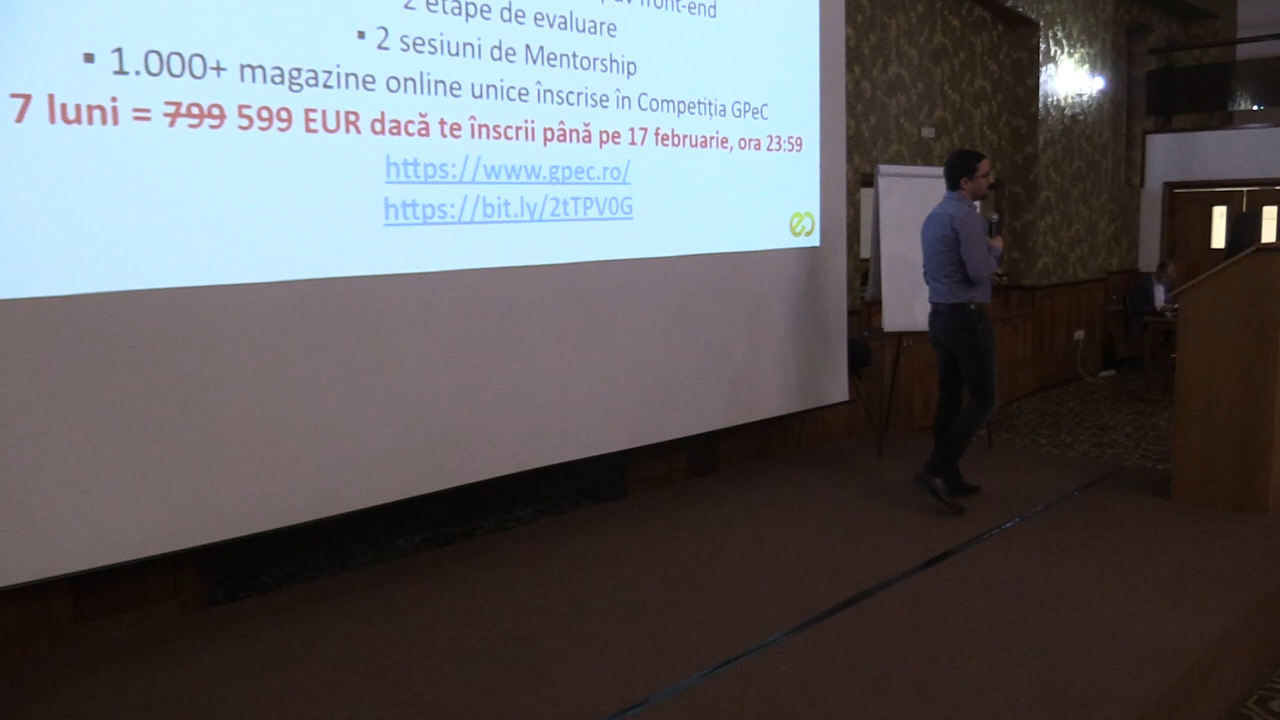 front-end
2 etape de evaluare
▪ 2 sesiuni de Mentorship
▪ 1.000+ magazine online unice înscrise în Competiția GPeC
7 luni = 799 599 EUR dacă te înscrii până pe 17 februarie, ora 23:59
https://www.gpec.ro/
https://bit.ly/2tTPV0G